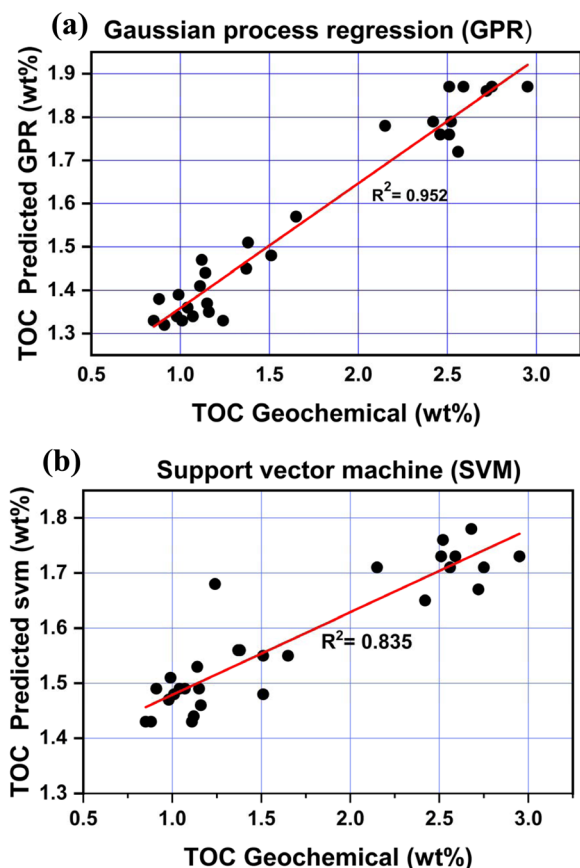 (a) Gaussian process regression (GPR)
TOC Predicted GPR (wt%)
1.9
1.8
1.7
1.6
1.5
1.4
1.3
R²= 0.952
0.5 1.0 1.5 2.0 2.5 3.0
TOC Geochemical (wt%)
(b) Support vector machine (SVM)
TOC Predicted svm (wt%)
1.8
1.7
1.6
1.5
1.4
1.3
R²= 0.835
0.5 1.0 1.5 2.0 2.5 3.0
TOC Geochemical (wt%)